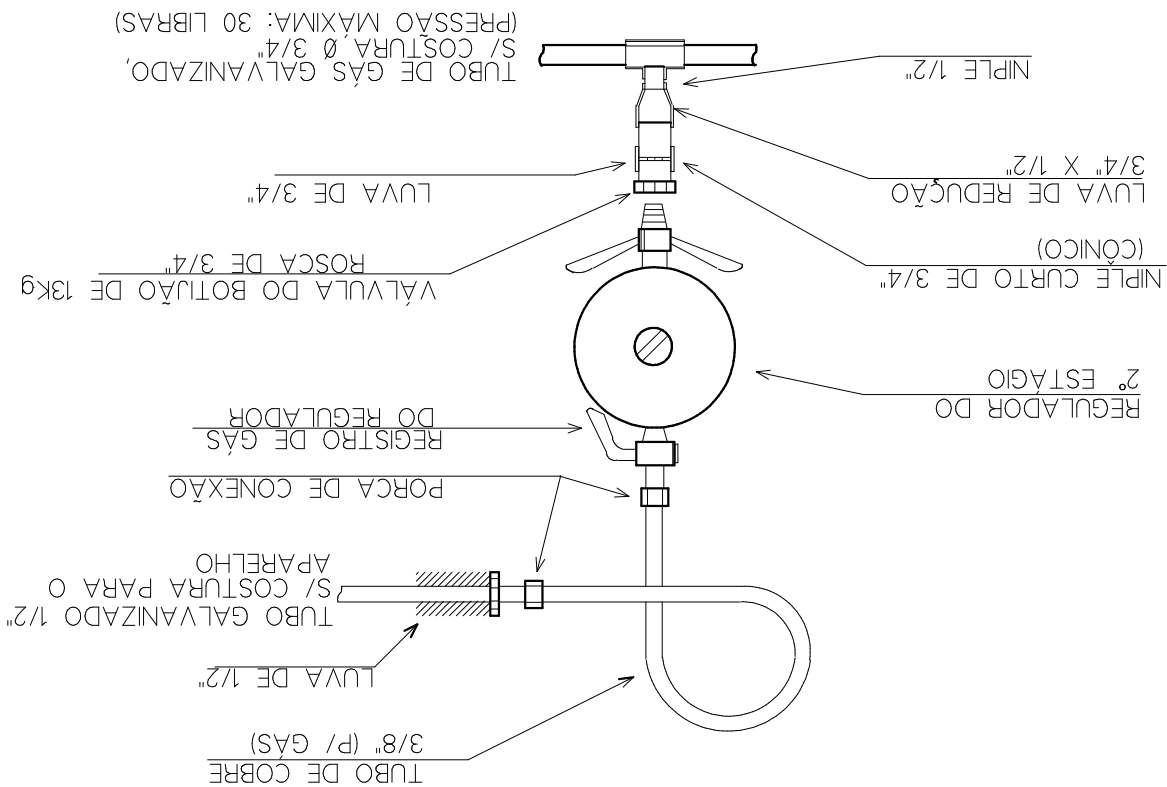 TUBO DE COBRE
3/8" (P/ GÁS)
LUVA DE 1/2"
TUBO GALVANIZADO 1/2"
S/ COSTURA PARA O
APARELHO
PORCA DE CONEXÃO
REGISTRO DE GÁS
DO REGULADOR
REGULADOR DO
2° ESTÁGIO
VÁLVULA DO BOTIJÃO DE 13Kg
ROSCA DE 3/4"
NIPLE CURTO DE 3/4"
(CÔNICO)
LUVA DE 3/4"
LUVA DE REDUÇÃO
3/4" X 1/2"
NIPLE 1/2"
TUBO DE GÁS GALVANIZADO,
S/ COSTURA Ø 3/4"
(PRESSÃO MÁXIMA: 30 LIBRAS)